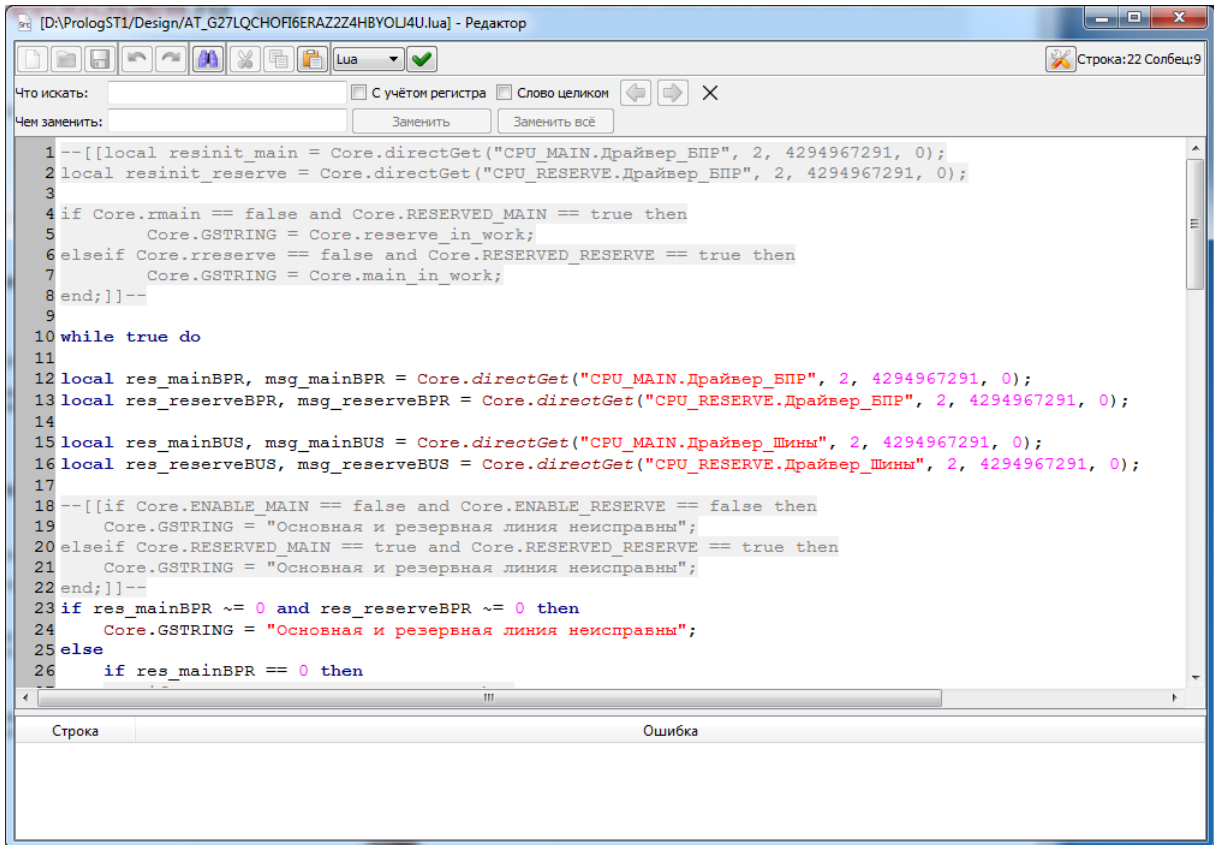 [D:\PrologST1/Design/AT_G27LQCHOFI6ERAZ2Z4HBYOLJ4U.lua] - Редактор
Lua
Строка:22 Солбец:9
Что искать:
С учётом регистра
Слово целиком
Чем заменить:
Заменить
Заменить всё
1 --[[local resinit_main = Core.directGet("CPU_MAIN.Драйвер_БПР", 2, 4294967291, 0);
2 local resinit_reserve = Core.directGet("CPU_RESERVE.Драйвер_БПР", 2, 4294967291, 0);
3
4 if Core.rmain == false and Core.RESERVED_MAIN == true then
5 Core.GSTRING = Core.reserve_in_work;
6 elseif Core.rreserve == false and Core.RESERVED_RESERVE == true then
7 Core.GSTRING = Core.main_in_work;
8 end;]]--
9
10 while true do
11
12 local res_mainBPR, msg_mainBPR = Core.directGet("CPU_MAIN.Драйвер_БПР", 2, 4294967291, 0);
13 local res_reserveBPR, msg_reserveBPR = Core.directGet("CPU_RESERVE.Драйвер_БПР", 2, 4294967291, 0);
14
15 local res_mainBUS, msg_mainBUS = Core.directGet("CPU_MAIN.Драйвер_Шины", 2, 4294967291, 0);
16 local res_reserveBUS, msg_reserveBUS = Core.directGet("CPU_RESERVE.Драйвер_Шины", 2, 4294967291, 0);
17
18 --[[if Core.ENABLE_MAIN == false and Core.ENABLE_RESERVE == false then
19 Core.GSTRING = "Основная и резервная линия неисправны";
20 elseif Core.RESERVED_MAIN == true and Core.RESERVED_RESERVE == true then
21 Core.GSTRING = "Основная и резервная линия неисправны";
22 end;]]--
23 if res_mainBPR ~= 0 and res_reserveBPR ~= 0 then
24 Core.GSTRING = "Основная и резервная линия неисправны";
25 else
26 if res_mainBPR == 0 then
Строка
Ошибка